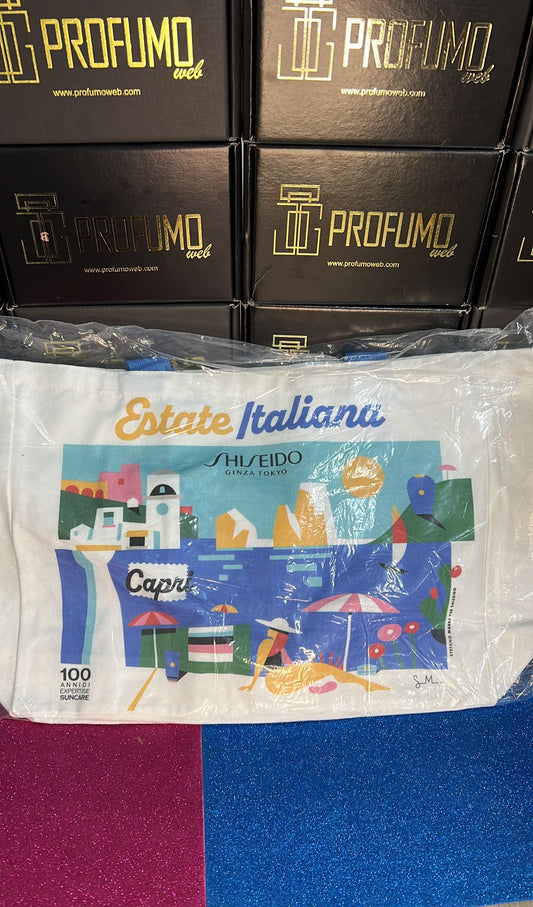 PROFUMO
web
www.profumoweb.com
PROFUMO
web
www.profumoweb.com
PROFUMO
web
www.profumoweb.com
PROFUMO
web
www.profumoweb.com
Estate Italiana
SHISEIDO
GINZA TOKYO
Capri
100
ANNI DI
EXPERTISE
SUNCARE